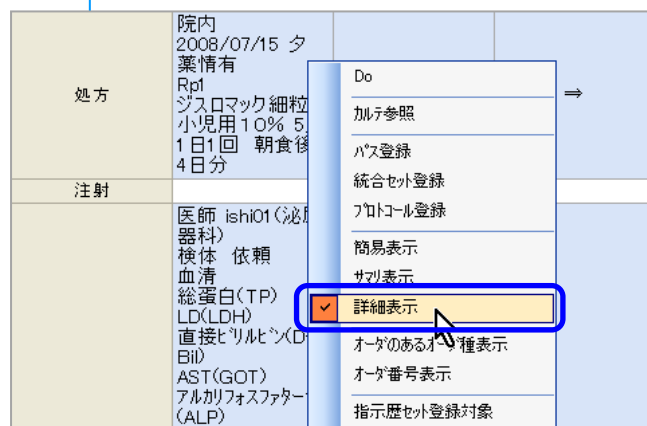 処方
院内
2008/07/15 夕
薬情有
Rp1
ジスロマック細粒
小児用10% 5
1日1回 朝食後
4日分
⇒
注射
医師 ishi01(泌尿
器科)
検体 依頼
血清
総蛋白(TP)
LD(LDH)
直接ビリルビン(D-
Bil)
AST(GOT)
アルカリフォスファター
(ALP)
Do
カルテ参照
パス登録
統合セット登録
プロトコール登録
簡易表示
サマリ表示
詳細表示
オーダのあるオーダ種表示
オーダ番号表示
指示歴セット登録対象